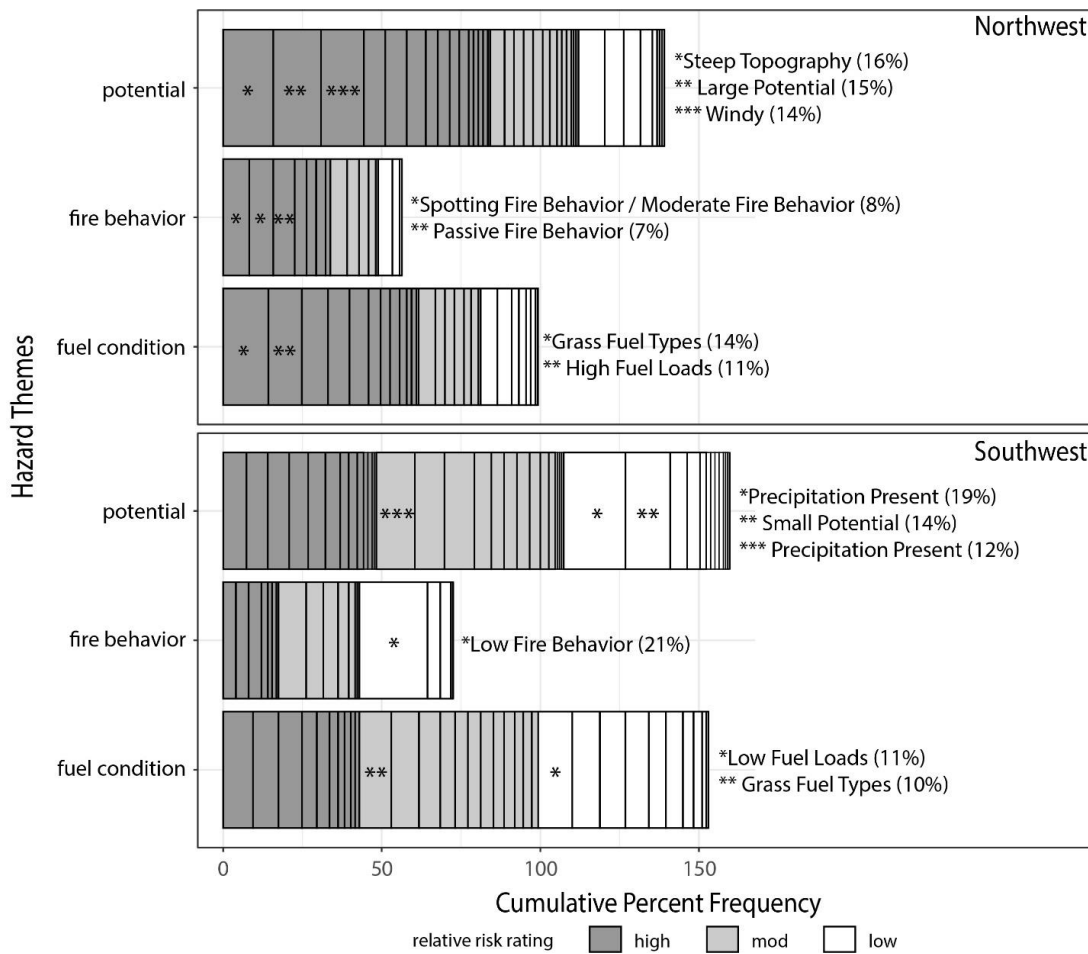 Northwest
potential
*
**
***
*Steep Topography (16%)
** Large Potential (15%)
*** Windy (14%)
fire behavior
*
*
**
*Spotting Fire Behavior / Moderate Fire Behavior (8%)
** Passive Fire Behavior (7%)
fuel condition
*
**
*Grass Fuel Types (14%)
** High Fuel Loads (11%)
Hazard Themes
Southwest
potential
***
*
**
*Precipitation Present (19%)
** Small Potential (14%)
*** Precipitation Present (12%)
fire behavior
*
*Low Fire Behavior (21%)
fuel condition
**
*
*Low Fuel Loads (11%)
** Grass Fuel Types (10%)
0 50 100 150
Cumulative Percent Frequency
relative risk rating high mod low